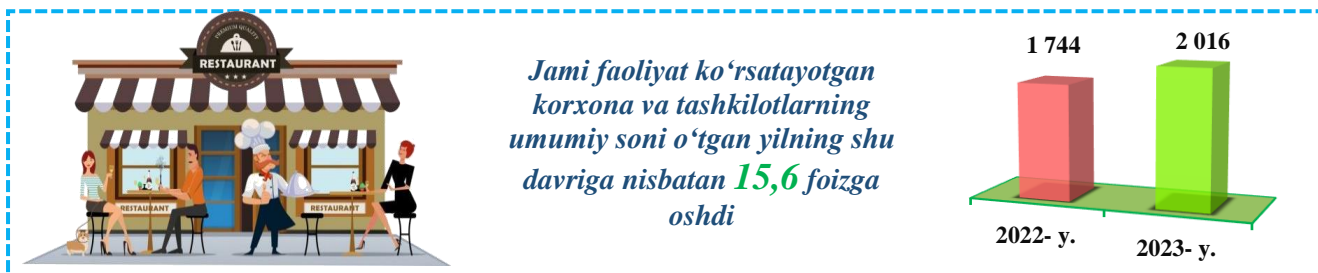 PREMIUM QUALITY
RESTAURANT
RESTAURANT
RESTAURANT
Jami faoliyat ko‘rsatayotgan
korxona va tashkilotlarning
umumiy soni o‘tgan yilning shu
davriga nisbatan 15,6 foizga
oshdi
1 744
2 016
2022- y.
2023- y.